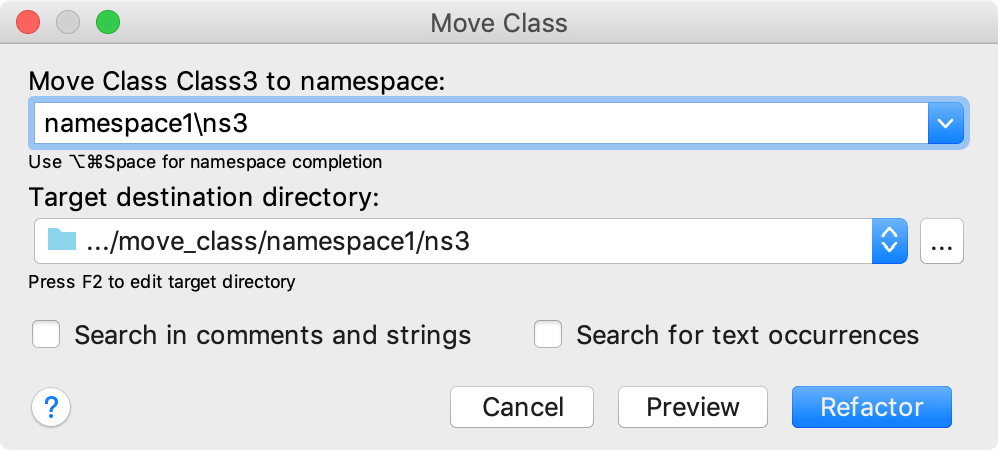 Move Class
Move Class Class3 to namespace:
namespace1\ns3
Use ⌥⌘Space for namespace completion
Target destination directory:
.../move_class/namespace1/ns3
...
Press F2 to edit target directory
Search in comments and strings
Search for text occurrences
?
Cancel
Preview
Refactor